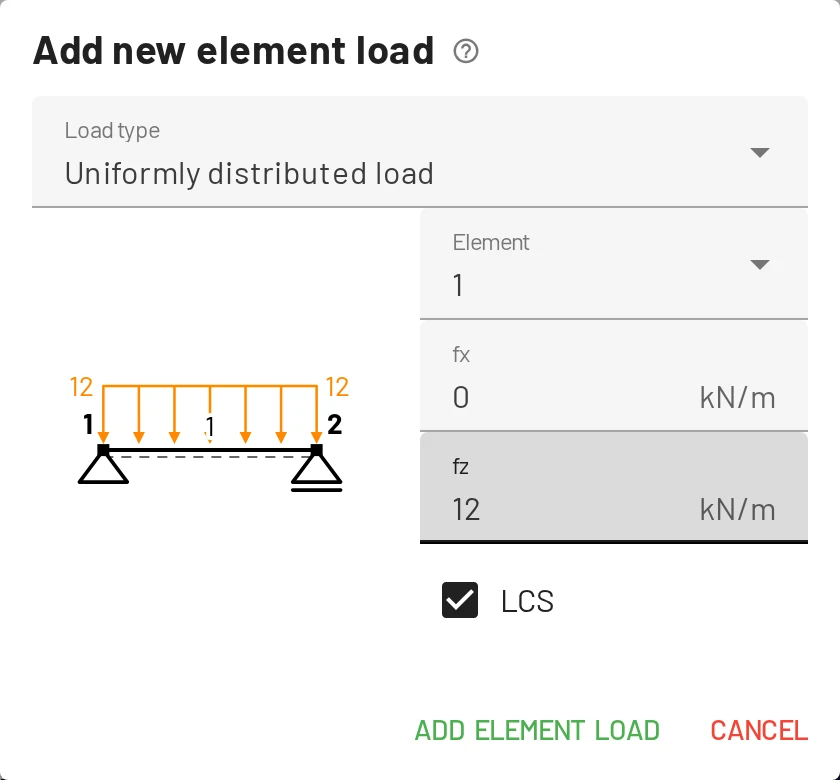 Add new element load ?
Load type
Uniformly distributed load
Element
1
fx
0 kN/m
fz
12 kN/m
LCS
12 12
1 1 2
ADD ELEMENT LOAD CANCEL